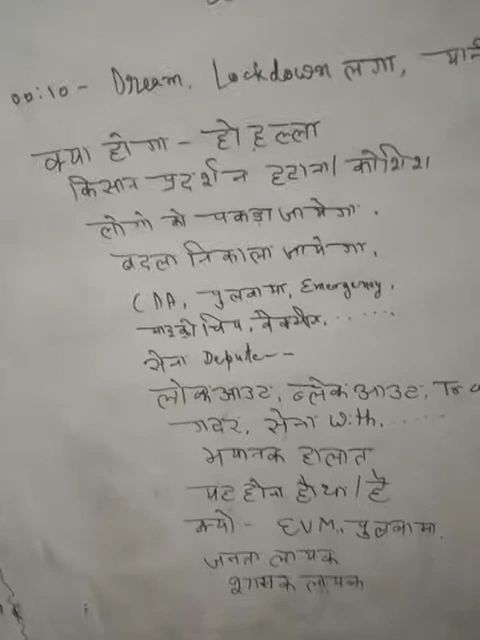 00:10 - Dream, Lockdown लगा,
क्या होगा - हो हल्ला
किसान प्रदर्शन हटाना/ कोशिश
लोगो को पकड़ा जायेगा.
बदला निकाला जायेगा,
CAA, पुलवामा, Emergency,
माइक्रो चिप, वैक्सीन, ......
सेना Depute--
लोकआउट, ब्लेकआउट,
गदर, सेना With, .....
भयानक हालात
यह होना ही था / है
क्यो - EVM, पुलवामा.
जनता लायक
शासक लायक